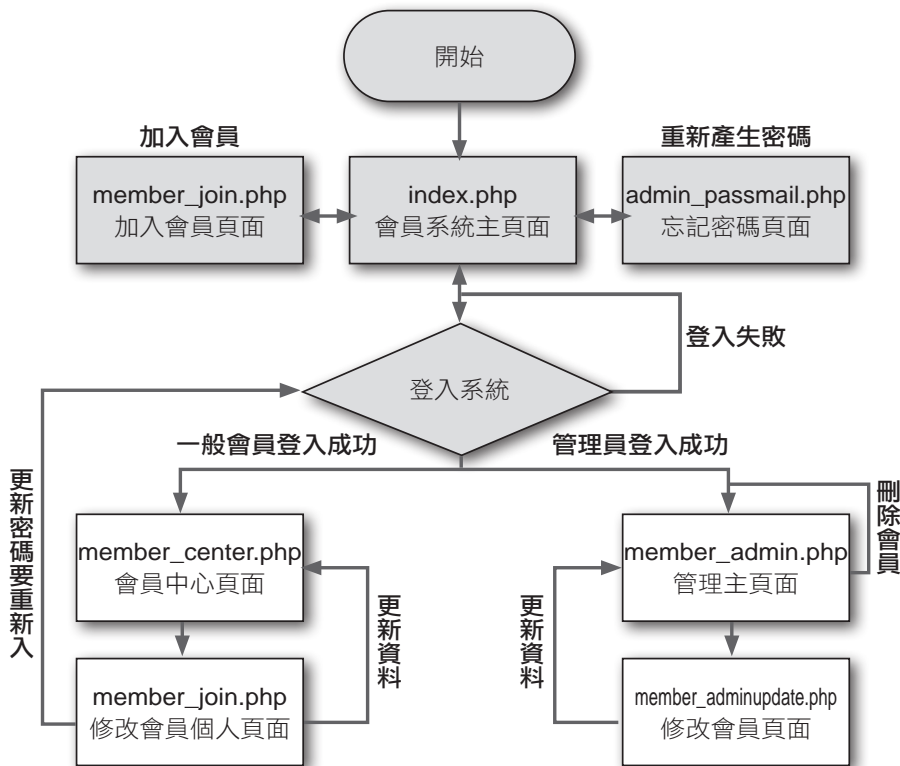 開始
加入會員
重新產生密碼
member_join.php
加入會員頁面
index.php
會員系統主頁面
admin_passmail.php
忘記密碼頁面
登入失敗
登入系統
一般會員登入成功
管理員登入成功
更新密碼要重新入
刪除會員
member_center.php
會員中心頁面
member_admin.php
管理主頁面
更新資料
更新資料
member_join.php
修改會員個人頁面
member_adminupdate.php
修改會員頁面